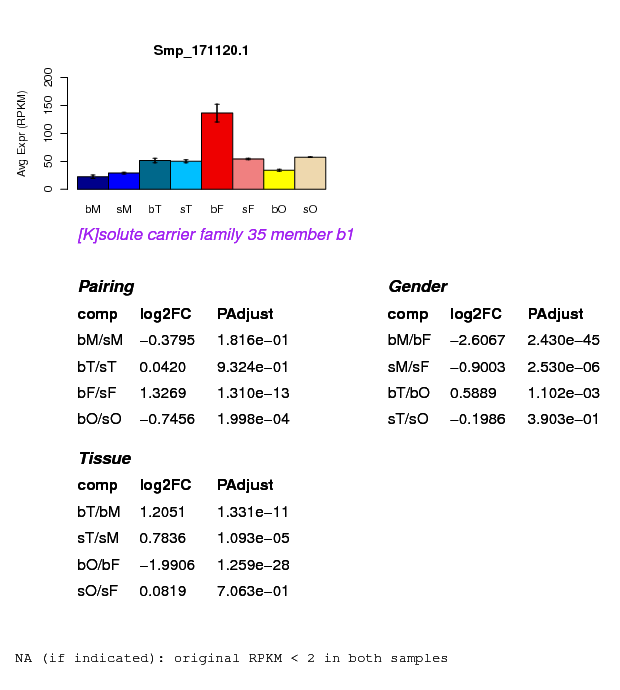 Smp_171120.1
Avg Expr (RPKM)
200
150
100
50
0
bM sM bT sT bF sF bO sO
[K]solute carrier family 35 member b1
Pairing
comp log2FC PAdjust
bM/sM −0.3795 1.816e−01
bT/sT 0.0420 9.324e−01
bF/sF 1.3269 1.310e−13
bO/sO −0.7456 1.998e−04
Gender
comp log2FC PAdjust
bM/bF −2.6067 2.430e−45
sM/sF −0.9003 2.530e−06
bT/bO 0.5889 1.102e−03
sT/sO −0.1986 3.903e−01
Tissue
comp log2FC PAdjust
bT/bM 1.2051 1.331e−11
sT/sM 0.7836 1.093e−05
bO/bF −1.9906 1.259e−28
sO/sF 0.0819 7.063e−01
NA (if indicated): original RPKM < 2 in both samples